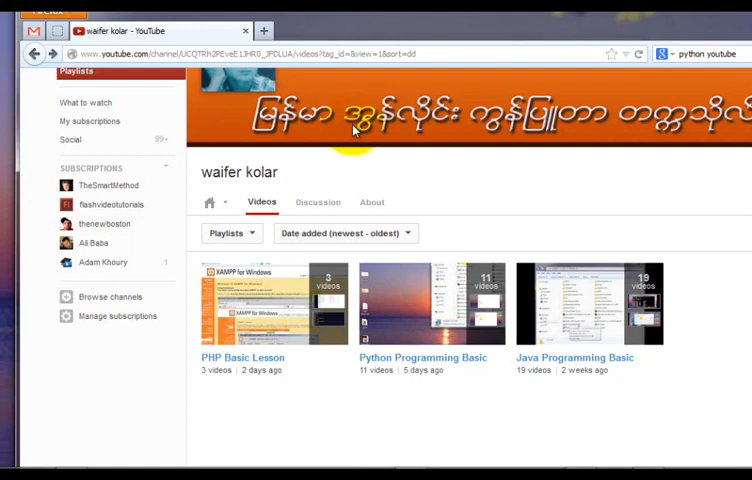 waifer kolar - YouTube
www.youtube.com/channel/UCQTRh2PEveE1JHR0_JFDLUA/videos?tag_id=&view=1&sort=dd
python youtube
Playlists
What to watch
My subscriptions
Social 99+
SUBSCRIPTIONS
TheSmartMethod
flashvideotutorials
thenewboston
Ali Baba
Adam Khoury 1
Browse channels
Manage subscriptions
မြန်မာ အွန်လိုင်း ကွန်ပြူတာ တက္ကသိုလ်
waifer kolar
Videos Discussion About
Playlists Date added (newest - oldest)
XAMPP for Windows
3 videos
11 videos
19 videos
PHP Basic Lesson Python Programming Basic Java Programming Basic
3 videos 2 days ago 11 videos 5 days ago 19 videos 2 weeks ago